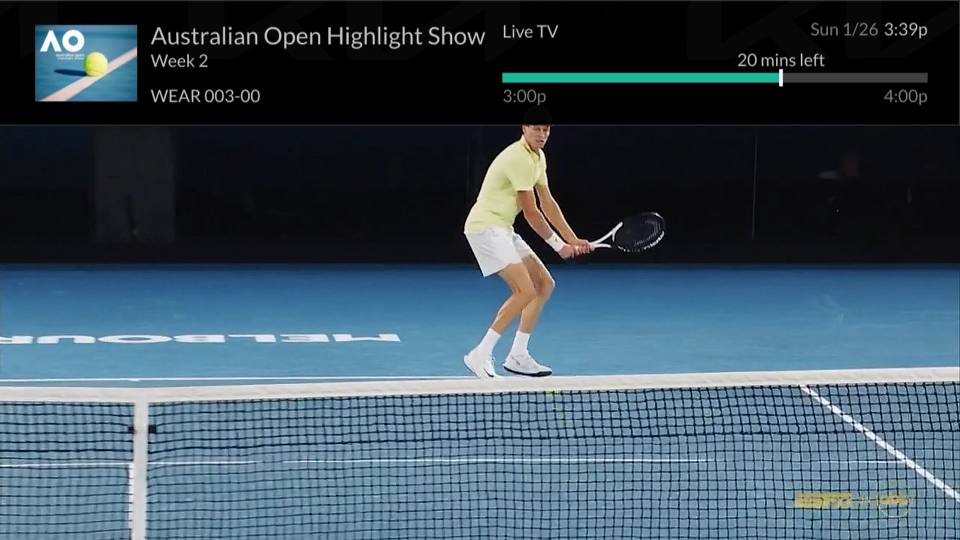 AO
Australian Open Highlight Show
Week 2
WEAR 003-00
Live TV
Sun 1/26 3:39p
20 mins left
3:00p
4:00p